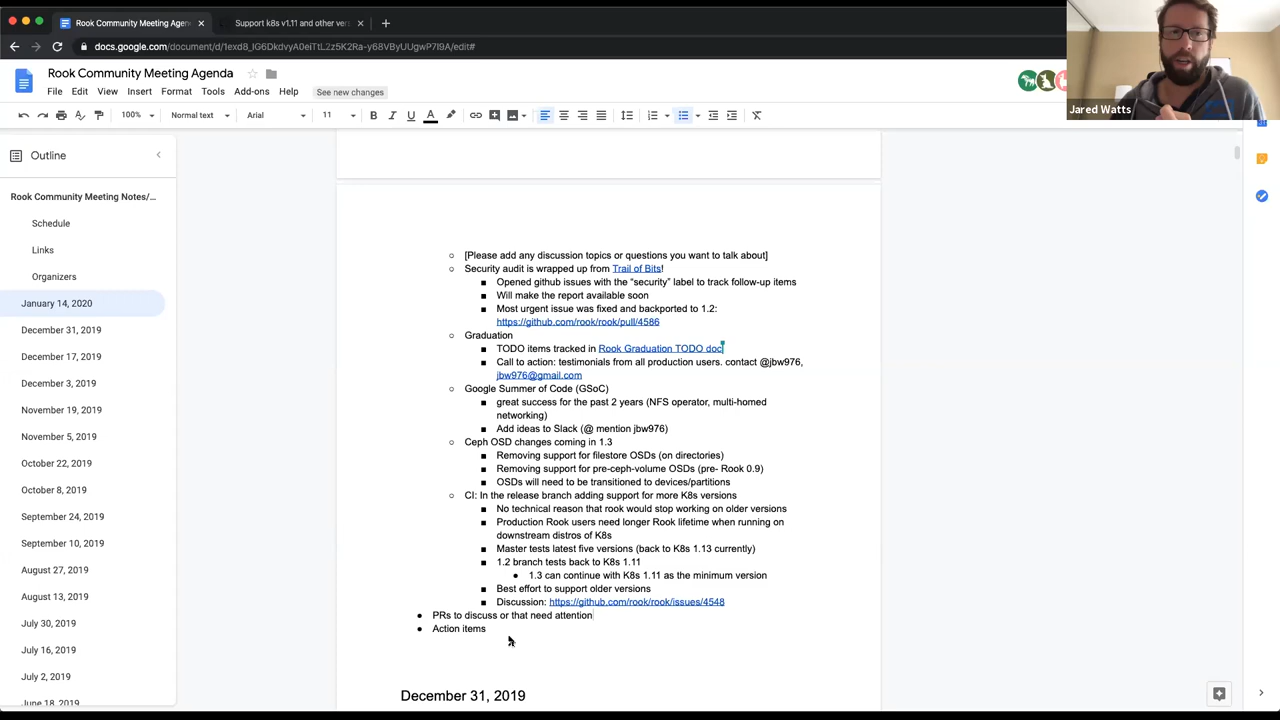 Rook Community Meeting Agen
Support k8s v1.11 and other ver
docs.google.com/document/d/1exd8_IG6DkdvyA0eiTtL2z5K2Ra-y68VByUUgwP7I9A/edit#
Rook Community Meeting Agenda
File Edit View Insert Format Tools Add-ons Help See new changes
100% Normal text Arial 11
Jared Watts
Outline
Rook Community Meeting Notes/...
Schedule
Links
Organizers
January 14, 2020
December 31, 2019
December 17, 2019
December 3, 2019
November 19, 2019
November 5, 2019
October 22, 2019
October 8, 2019
September 24, 2019
September 10, 2019
August 27, 2019
August 13, 2019
July 30, 2019
July 16, 2019
July 2, 2019
June 18, 2019
[Please add any discussion topics or questions you want to talk about]
Security audit is wrapped up from Trail of Bits!
Opened github issues with the “security” label to track follow-up items
Will make the report available soon
Most urgent issue was fixed and backported to 1.2:
https://github.com/rook/rook/pull/4586
Graduation
TODO items tracked in Rook Graduation TODO doc
Call to action: testimonials from all production users. contact @jbw976,
jbw976@gmail.com
Google Summer of Code (GSoC)
great success for the past 2 years (NFS operator, multi-homed
networking)
Add ideas to Slack (@ mention jbw976)
Ceph OSD changes coming in 1.3
Removing support for filestore OSDs (on directories)
Removing support for pre-ceph-volume OSDs (pre- Rook 0.9)
OSDs will need to be transitioned to devices/partitions
CI: In the release branch adding support for more K8s versions
No technical reason that rook would stop working on older versions
Production Rook users need longer Rook lifetime when running on
downstream distros of K8s
Master tests latest five versions (back to K8s 1.13 currently)
1.2 branch tests back to K8s 1.11
1.3 can continue with K8s 1.11 as the minimum version
Best effort to support older versions
Discussion: https://github.com/rook/rook/issues/4548
PRs to discuss or that need attention
Action items
December 31, 2019